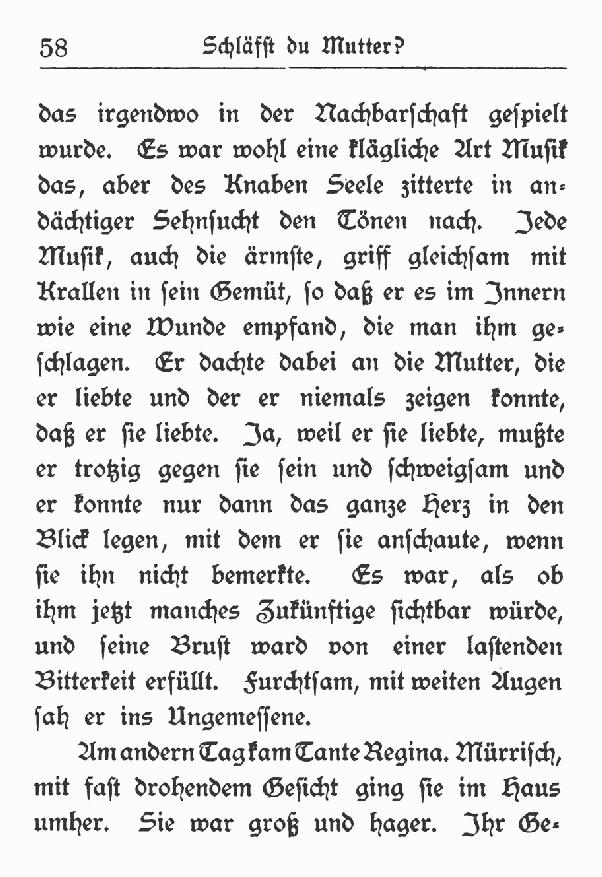 58 Schläfst du Mutter?
das irgendwo in der Nachbarschaft gespielt
wurde. Es war wohl eine klägliche Art Musik
das, aber des Knaben Seele zitterte in an-
dächtiger Sehnsucht den Tönen nach. Jede
Musik, auch die ärmste, griff gleichsam mit
Krallen in sein Gemüt, so daß er es im Innern
wie eine Wunde empfand, die man ihm ge-
schlagen. Er dachte dabei an die Mutter, die
er liebte und der er niemals zeigen konnte,
daß er sie liebte. Ja, weil er sie liebte, mußte
er trotzig gegen sie sein und schweigsam und
er konnte nur dann das ganze Herz in den
Blick legen, mit dem er sie anschaute, wenn
sie ihn nicht bemerkte. Es war, als ob
ihm jetzt manches Zukünftige sichtbar würde,
und seine Brust ward von einer lastenden
Bitterkeit erfüllt. Furchtsam, mit weiten Augen
sah er ins Ungemessene.
Am andern Tag kam Tante Regina. Mürrisch,
mit fast drohendem Gesicht ging sie im Haus
umher. Sie war groß und hager. Ihr Ge-